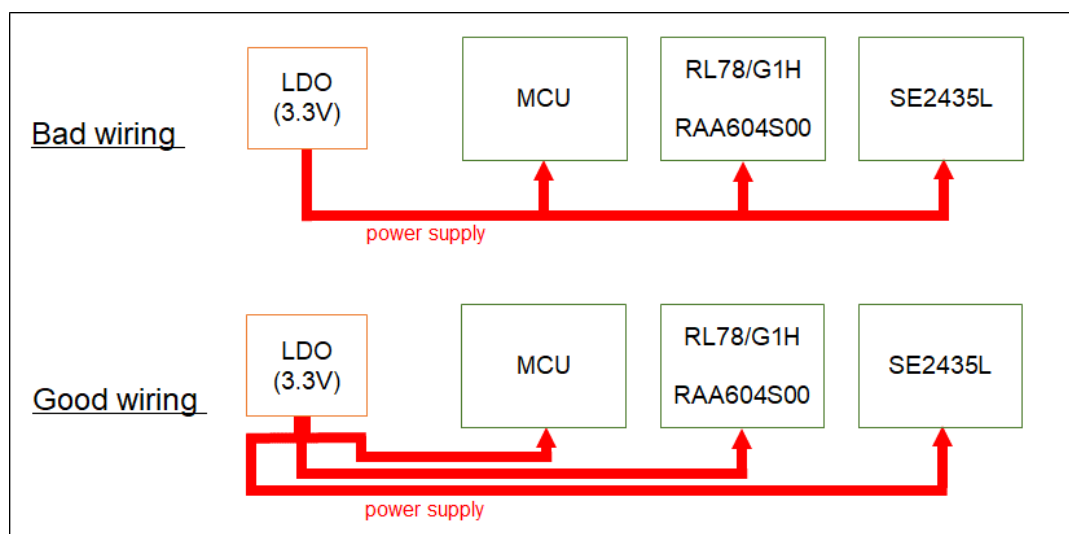 Bad wiring
LDO
(3.3V)
MCU
RL78/G1H
RAA604S00
SE2435L
power supply
Good wiring
LDO
(3.3V)
MCU
RL78/G1H
RAA604S00
SE2435L
power supply